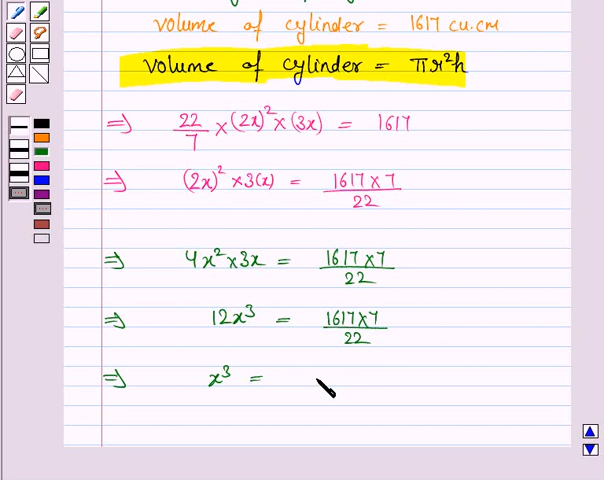 volume of cylinder = 1617 cu.cm
volume of cylinder = πr²h
⇒ 22/7 × (2x)² × (3x) = 1617
⇒ (2x)² × 3(x) = 1617 × 7 / 22
⇒ 4x² × 3x = 1617 × 7 / 22
⇒ 12x³ = 1617 × 7 / 22
⇒ x³ =